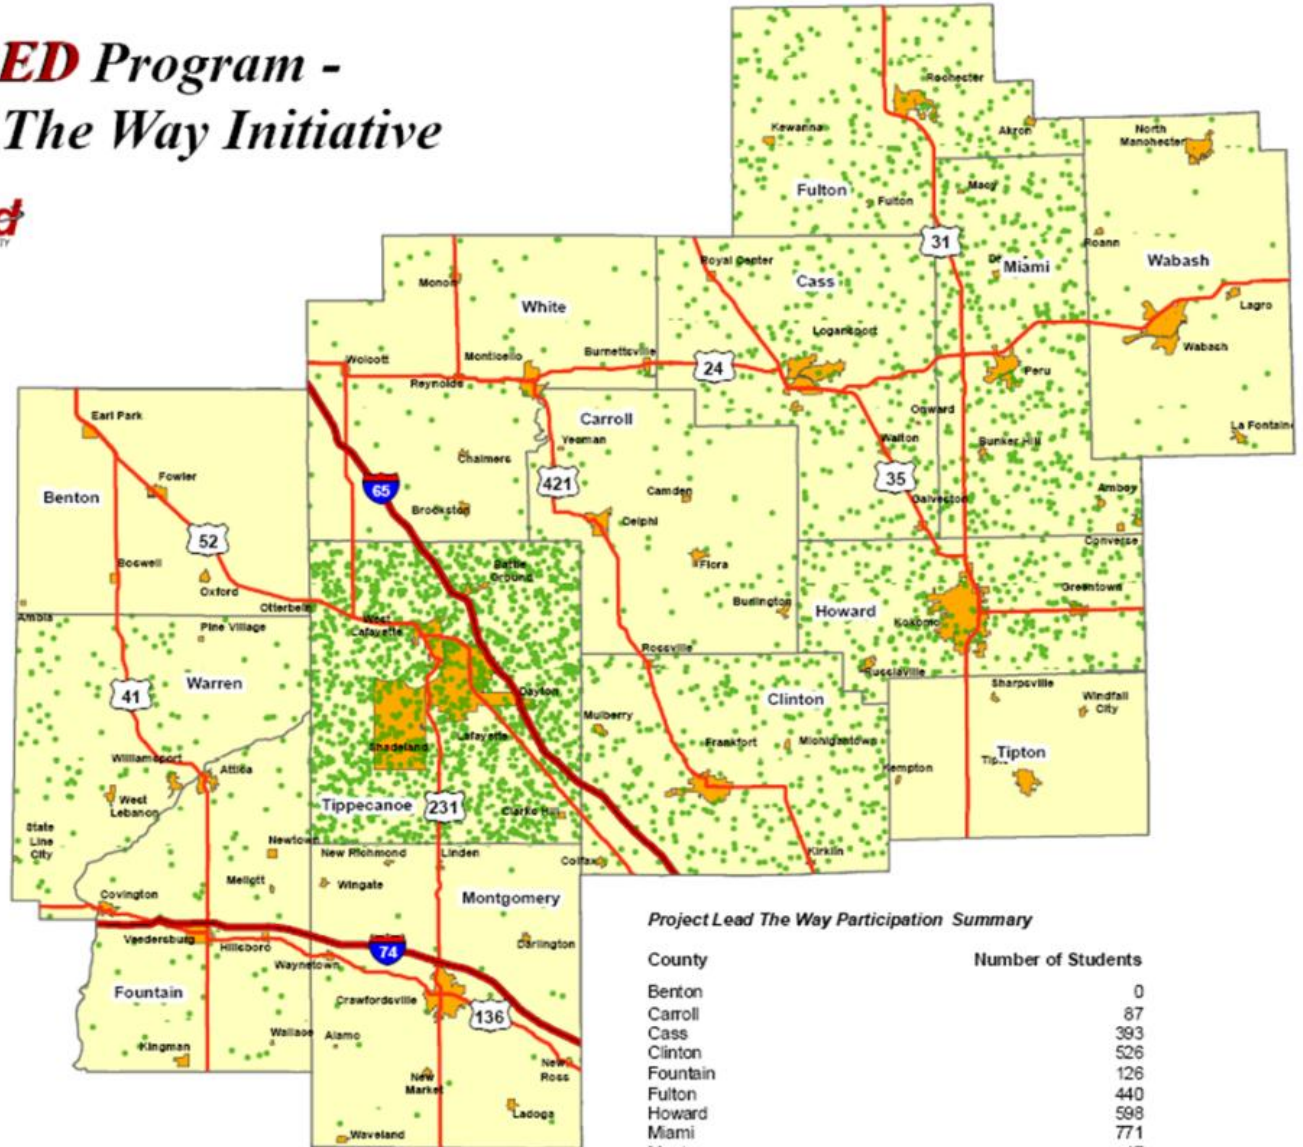 ED Program -
The Way Initiative
Rochester
Kewanna
Akron
North
Manchester
Fulton
Fulton
Macy
31
Roann
Miami
Wabash
Royal Center
Cass
Monon
White
Lagro
Logansport
Wabash
Wolcott
Monticello
Burnettsville
24
Reynolds
Peru
Earl Park
Carroll
Onward
La Fontain
Yeoman
Walton
Bunker Hill
Chalmers
Fowler
65
421
35
Camden
Amboy
Benton
Galveston
Brookston
Delphi
52
Converse
Boswell
Battle
Ground
Flora
Oxford
Greentown
Otterbein
Burlington
Howard
Ambia
West
Lafayette
Kokomo
Pine Village
Rossville
Russiaville
Warren
41
Sharpsville
Windfall
City
Dayton
Clinton
Mulberry
Lafayette
Shadeland
Frankfort
Michigantown
Tipton
Tipt
Williamsport
Attica
Kempton
West
Lebanon
Tippecanoe
231
Clarks Hill
State
Line
City
Newtown
New Richmond
Linden
Colfax
Kirklin
Mellott
Wingate
Covington
Montgomery
Project Lead The Way Participation Summary
Veedersburg
Hillsboro
74
Darlington
County Number of Students
Waynetown
Fountain
Crawfordsville
136
Benton 0
Carroll 87
Cass 393
Clinton 526
Fountain 126
Fulton 440
Howard 598
Miami 771
Wallace
Alamo
Kingman
New
Ross
New
Market
Ladoga
Waveland